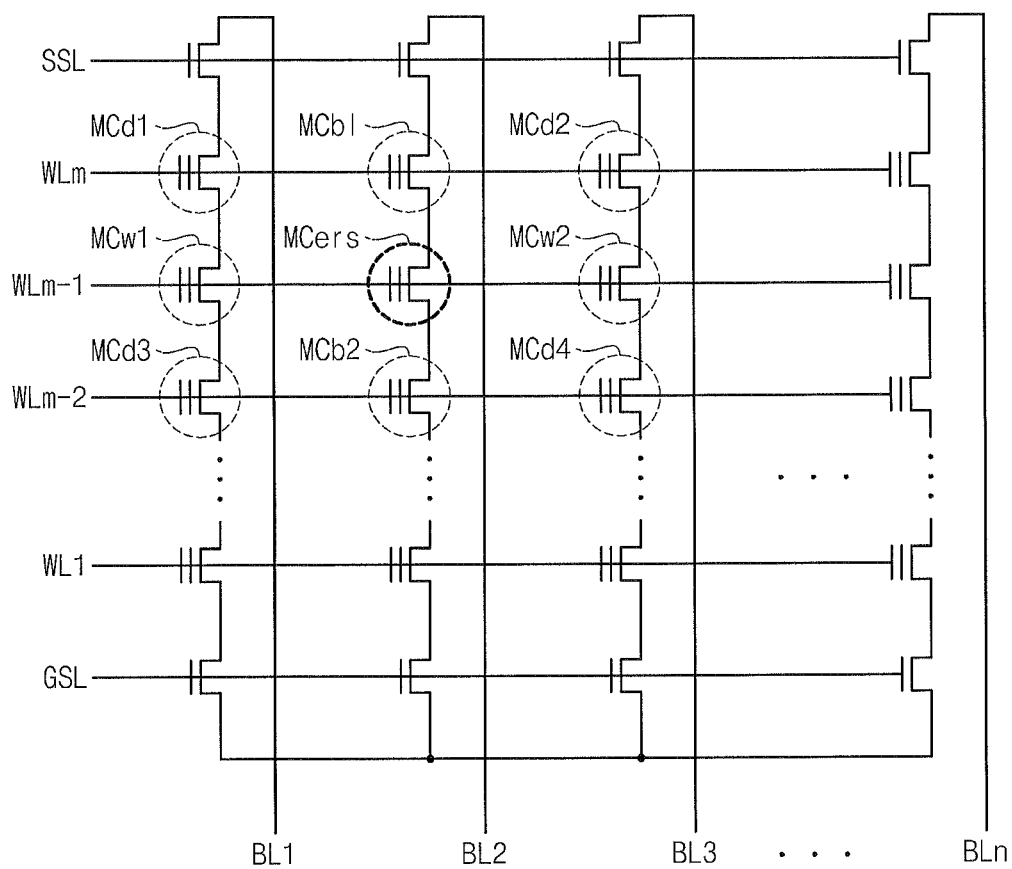 SSL
MCd1 MCbl MCd2
WLm
MCw1 MCers MCw2
WLm-1
MCd3 MCb2 MCd4
WLm-2
. . .
WL1
GSL
BL1 BL2 BL3 . . . BLn